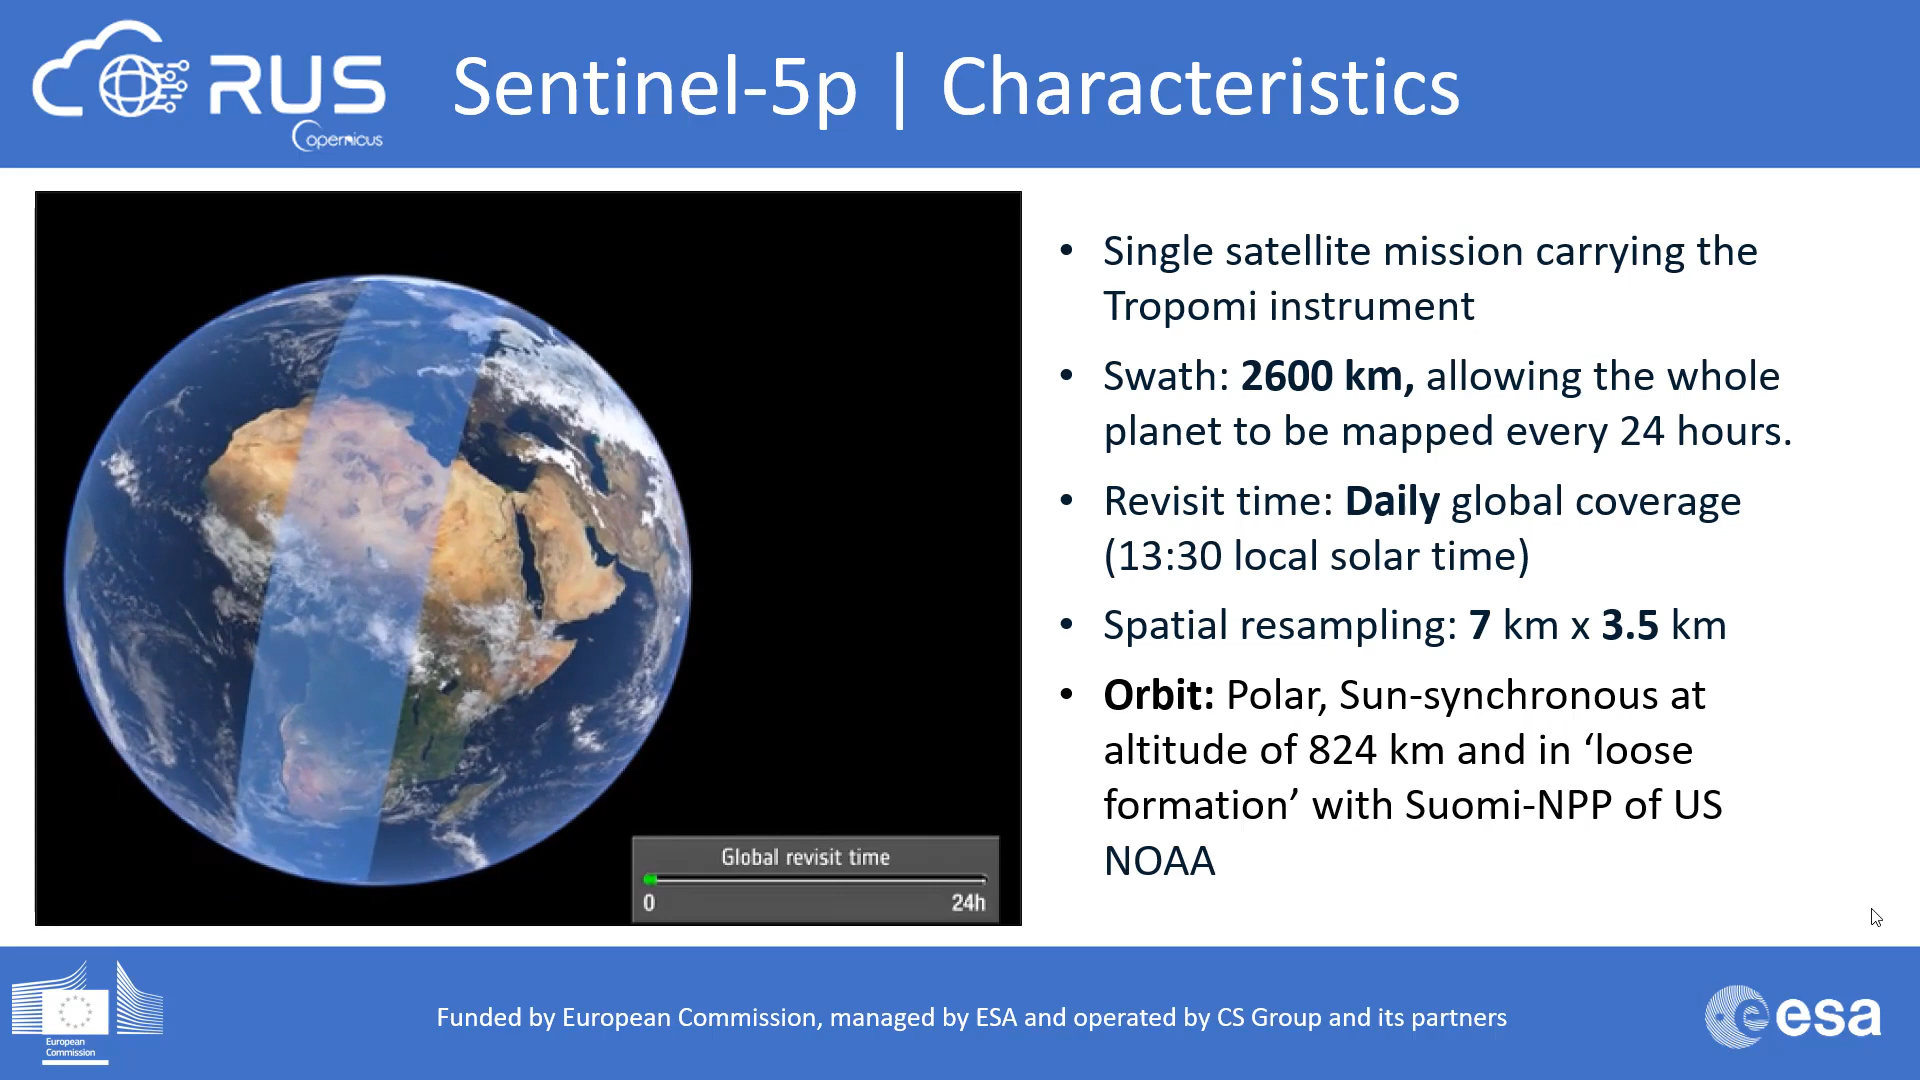 RUS
Copernicus
Sentinel-5p | Characteristics
• Single satellite mission carrying the
Tropomi instrument
• Swath: 2600 km, allowing the whole
planet to be mapped every 24 hours.
• Revisit time: Daily global coverage
(13:30 local solar time)
• Spatial resampling: 7 km x 3.5 km
• Orbit: Polar, Sun-synchronous at
altitude of 824 km and in ‘loose
formation’ with Suomi-NPP of US
NOAA
Global revisit time
0 24h
European
Commission
Funded by European Commission, managed by ESA and operated by CS Group and its partners
esa